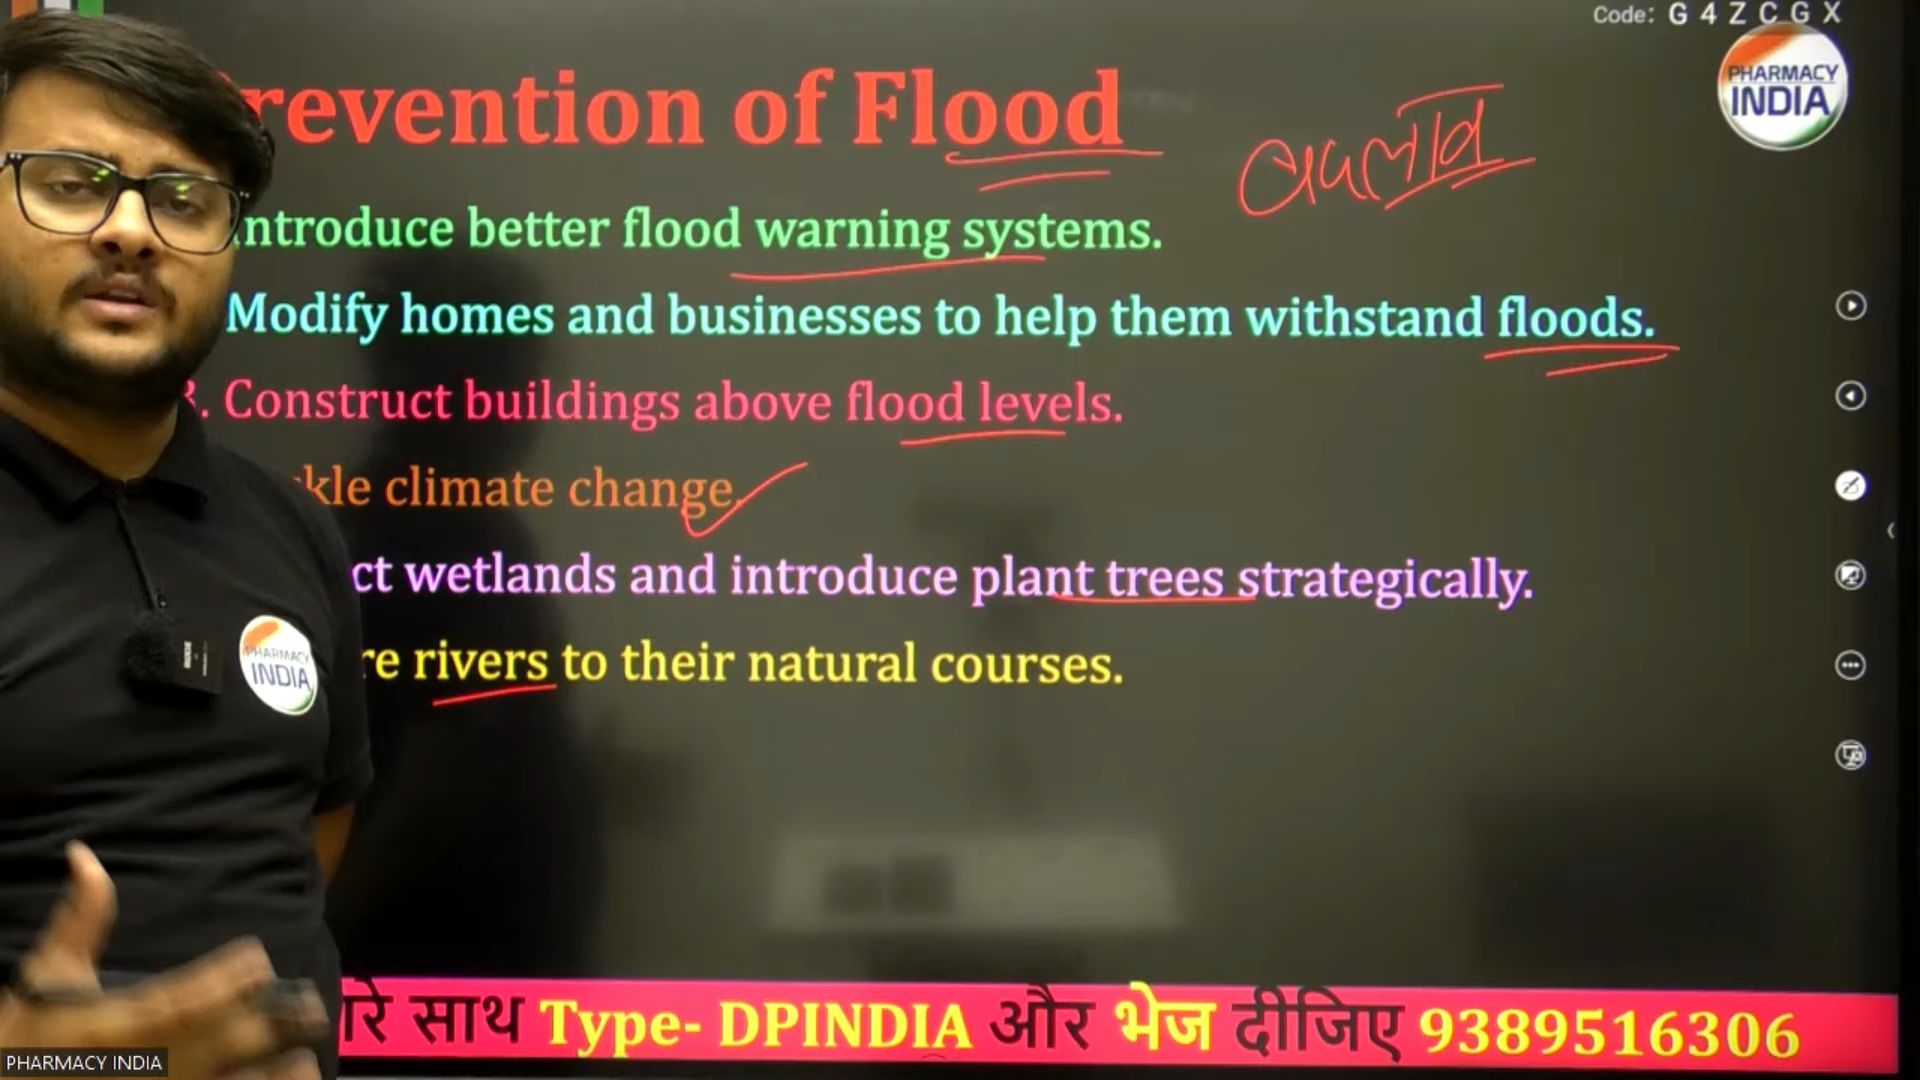 Code: G 4 Z C G X
PHARMACY
INDIA
revention of Flood
ntroduce better flood warning systems.
Modify homes and businesses to help them withstand floods.
3. Construct buildings above flood levels.
kle climate change.
ct wetlands and introduce plant trees strategically.
re rivers to their natural courses.
PHARMACY
INDIA
रे साथ Type- DPINDIA और भेज दीजिए 9389516306
PHARMACY INDIA